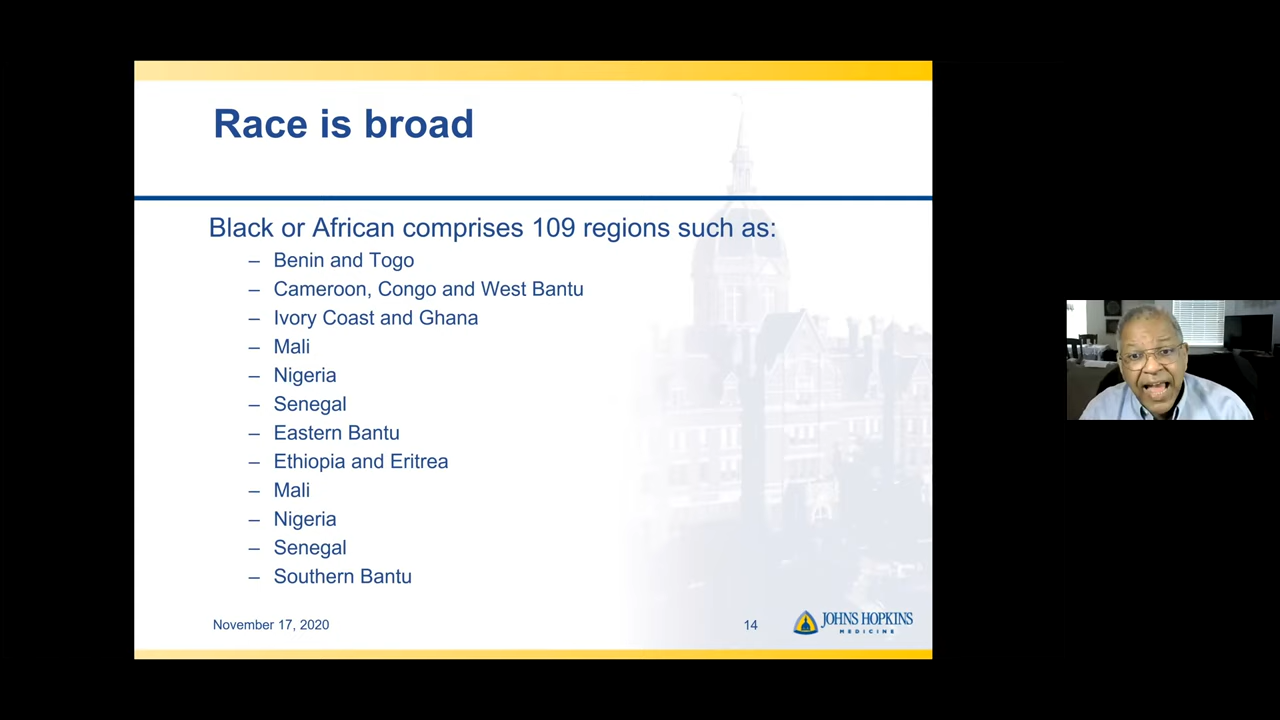 Race is broad
Black or African comprises 109 regions such as:
– Benin and Togo
– Cameroon, Congo and West Bantu
– Ivory Coast and Ghana
– Mali
– Nigeria
– Senegal
– Eastern Bantu
– Ethiopia and Eritrea
– Mali
– Nigeria
– Senegal
– Southern Bantu
November 17, 2020
14
JOHNS HOPKINS
MEDICINE